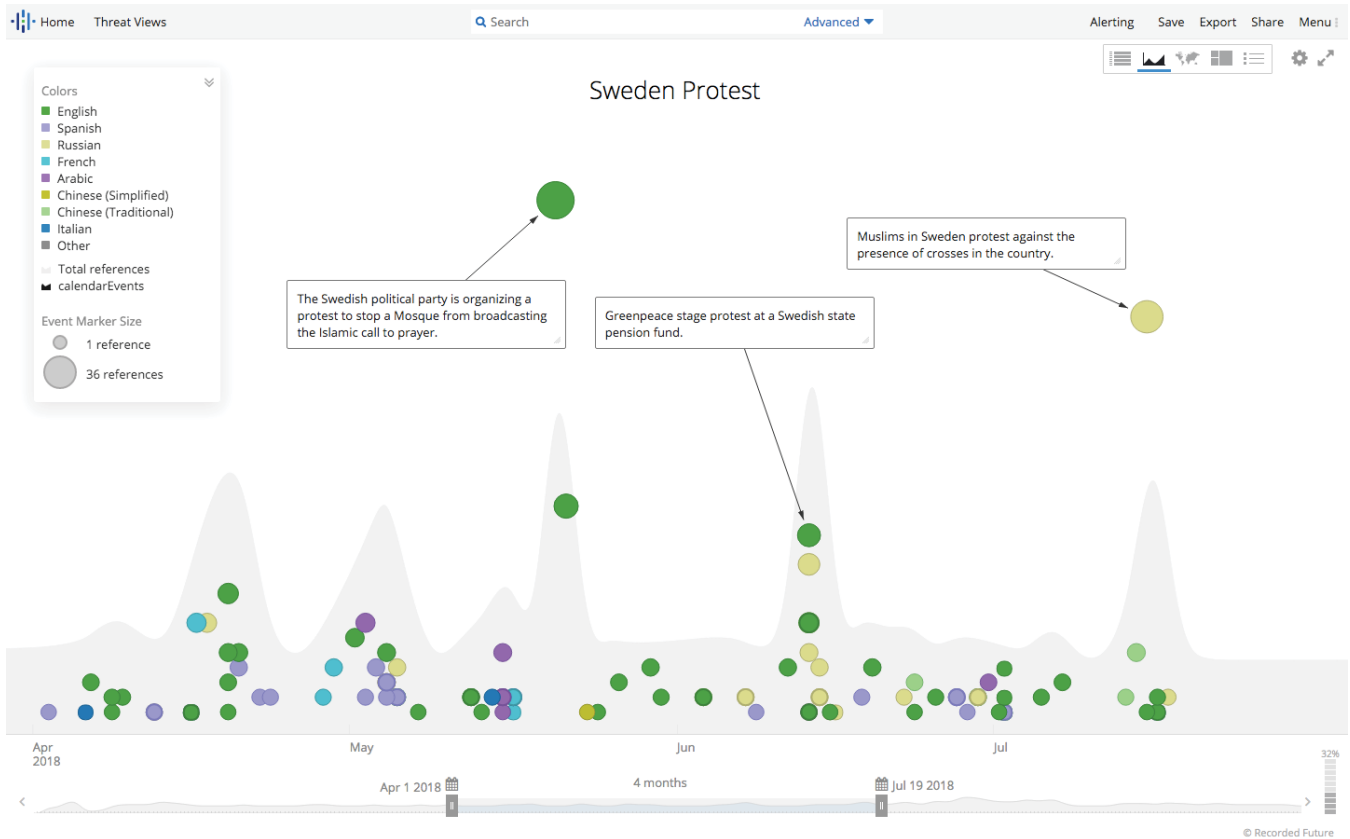 Home Threat Views Search Advanced Alerting Save Export Share Menu
Sweden Protest
Colors
English
Spanish
Russian
French
Arabic
Chinese (Simplified)
Chinese (Traditional)
Italian
Other
Total references
calendarEvents
Event Marker Size
1 reference
36 references
The Swedish political party is organizing a
protest to stop a Mosque from broadcasting
the Islamic call to prayer.
Greenpeace stage protest at a Swedish state
pension fund.
Muslims in Sweden protest against the
presence of crosses in the country.
Apr May Jun Jul
2018
32%
Apr 1 2018 4 months Jul 19 2018
© Recorded Future